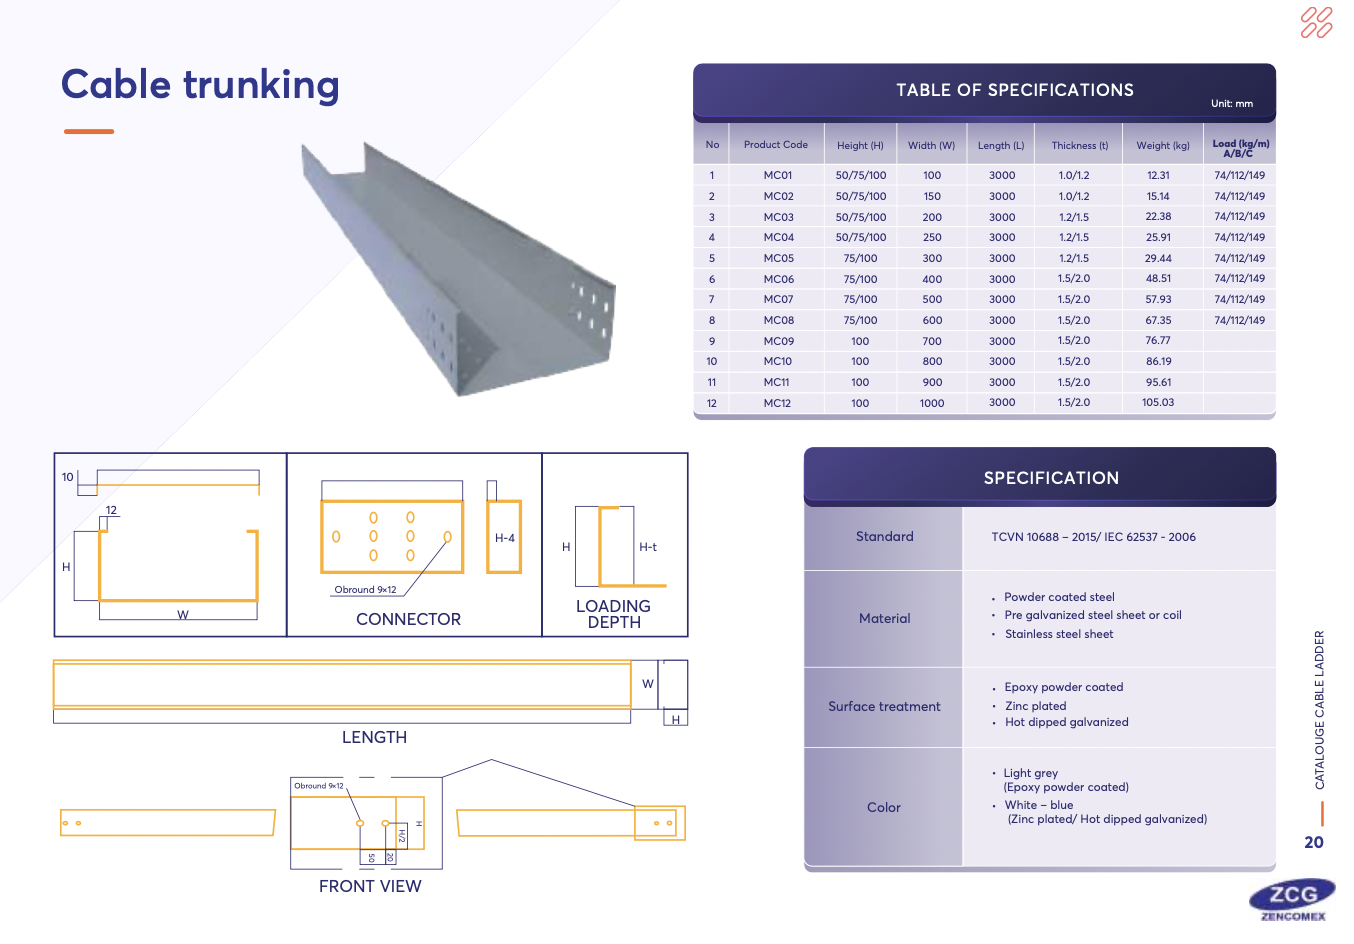 Cable trunking
TABLE OF SPECIFICATIONS
Unit: mm
No Product Code Height (H) Width (W) Length (L) Thickness (t) Weight (kg) Load (kg/m) A/B/C
1 MC01 50/75/100 100 3000 1.0/1.2 12.31 74/112/149
2 MC02 50/75/100 150 3000 1.0/1.2 15.14 74/112/149
3 MC03 50/75/100 200 3000 1.2/1.5 22.38 74/112/149
4 MC04 50/75/100 250 3000 1.2/1.5 25.91 74/112/149
5 MC05 75/100 300 3000 1.2/1.5 29.44 74/112/149
6 MC06 75/100 400 3000 1.5/2.0 48.51 74/112/149
7 MC07 75/100 500 3000 1.5/2.0 57.93 74/112/149
8 MC08 75/100 600 3000 1.5/2.0 67.35 74/112/149
9 MC09 100 700 3000 1.5/2.0 76.77
10 MC10 100 800 3000 1.5/2.0 86.19
11 MC11 100 900 3000 1.5/2.0 95.61
12 MC12 100 1000 3000 1.5/2.0 105.03
10
12
H
W
H-4
Obround 9×12
CONNECTOR
H
H-t
LOADING
DEPTH
W
H
LENGTH
Obround 9×12
H
H/2
50
20
FRONT VIEW
SPECIFICATION
Standard
TCVN 10688 – 2015/ IEC 62537 - 2006
Material
• Powder coated steel
• Pre galvanized steel sheet or coil
• Stainless steel sheet
Surface treatment
• Epoxy powder coated
• Zinc plated
• Hot dipped galvanized
Color
• Light grey
(Epoxy powder coated)
• White – blue
(Zinc plated/ Hot dipped galvanized)
CATALOUGE CABLE LADDER
20
ZCG
ZENCOMEX